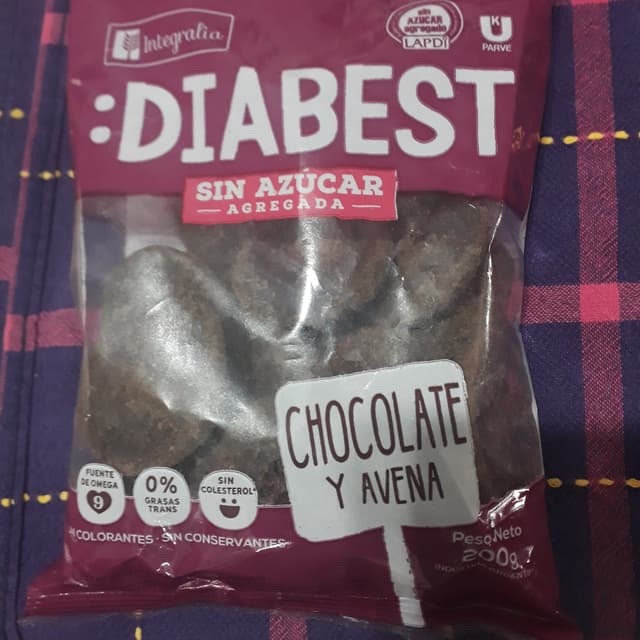 Integralia
sin
AZÚCAR
agregado
LAPDI
K
U
PARVE
:DIABEST
SIN AZÚCAR
AGREGADA
CHOCOLATE
Y AVENA
FUENTE
DE OMEGA
9
0%
GRASAS
TRANS
SIN
COLESTEROL*
COLORANTES - SIN CONSERVANTES
Peso Neto
200g.